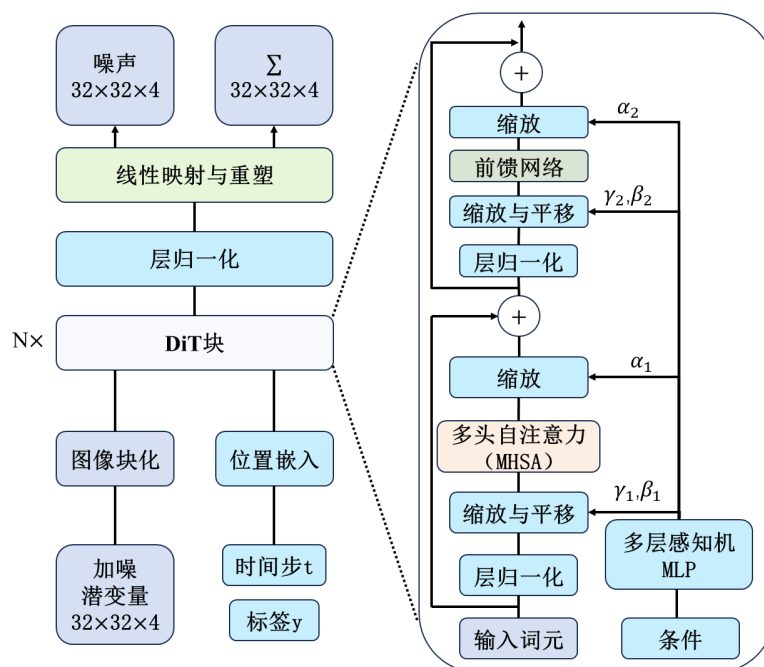 噪声
32×32×4
∑
32×32×4
线性映射与重塑
层归一化
N×
DiT块
图像块化
位置嵌入
加噪
潜变量
32×32×4
时间步t
标签y
+
缩放
α₂
前馈网络
缩放与平移
γ₂,β₂
层归一化
+
缩放
α₁
多头自注意力
（MHSA）
缩放与平移
γ₁,β₁
层归一化
多层感知机
MLP
输入词元
条件